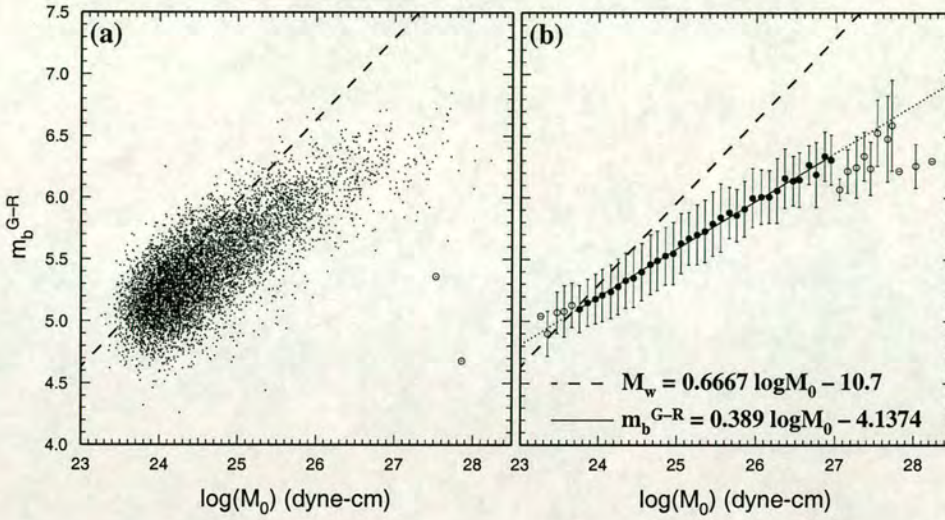 (a)
(b)
7.5
7.0
6.5
6.0
5.5
5.0
4.5
4.0
m_b^{G–R}
23 24 25 26 27 28
23 24 25 26 27 28
log(M_0) (dyne-cm)
log(M_0) (dyne-cm)
M_w = 0.6667 logM_0 – 10.7
m_b^{G–R} = 0.389 logM_0 – 4.1374